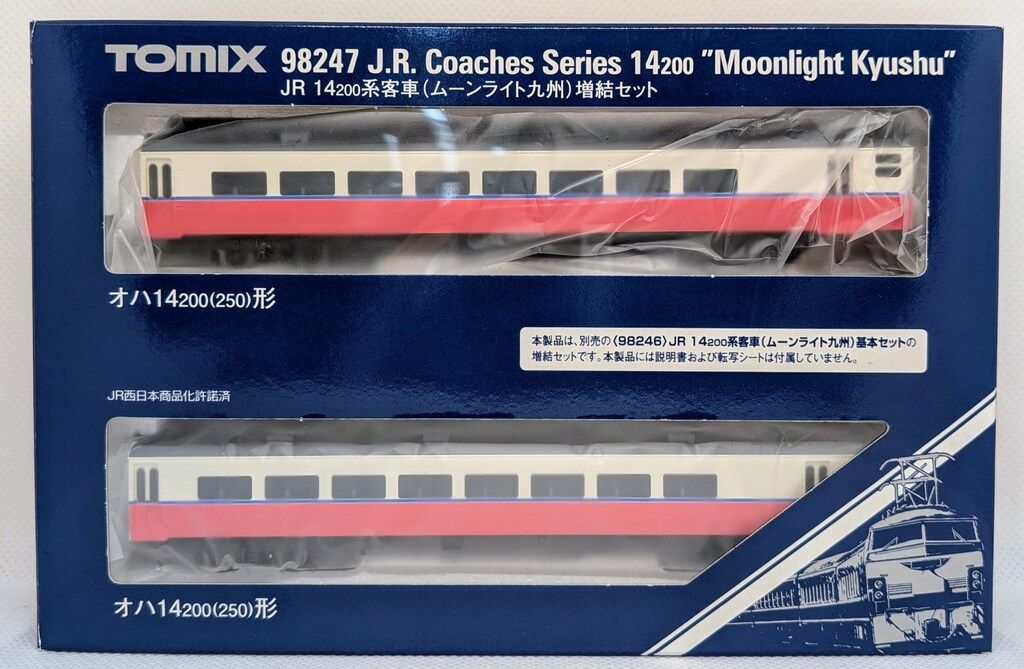 TOMIX 98247 J.R. Coaches Series 14200 "Moonlight Kyushu"
JR 14200系客車(ムーンライト九州)増結セット
オハ14200(250)形
本製品は、別売の〈98246〉JR 14200系客車(ムーンライト九州)基本セットの
増結セットです。本製品には説明書および転写シートは付属していません。
JR西日本商品化許諾済
オハ14200(250)形